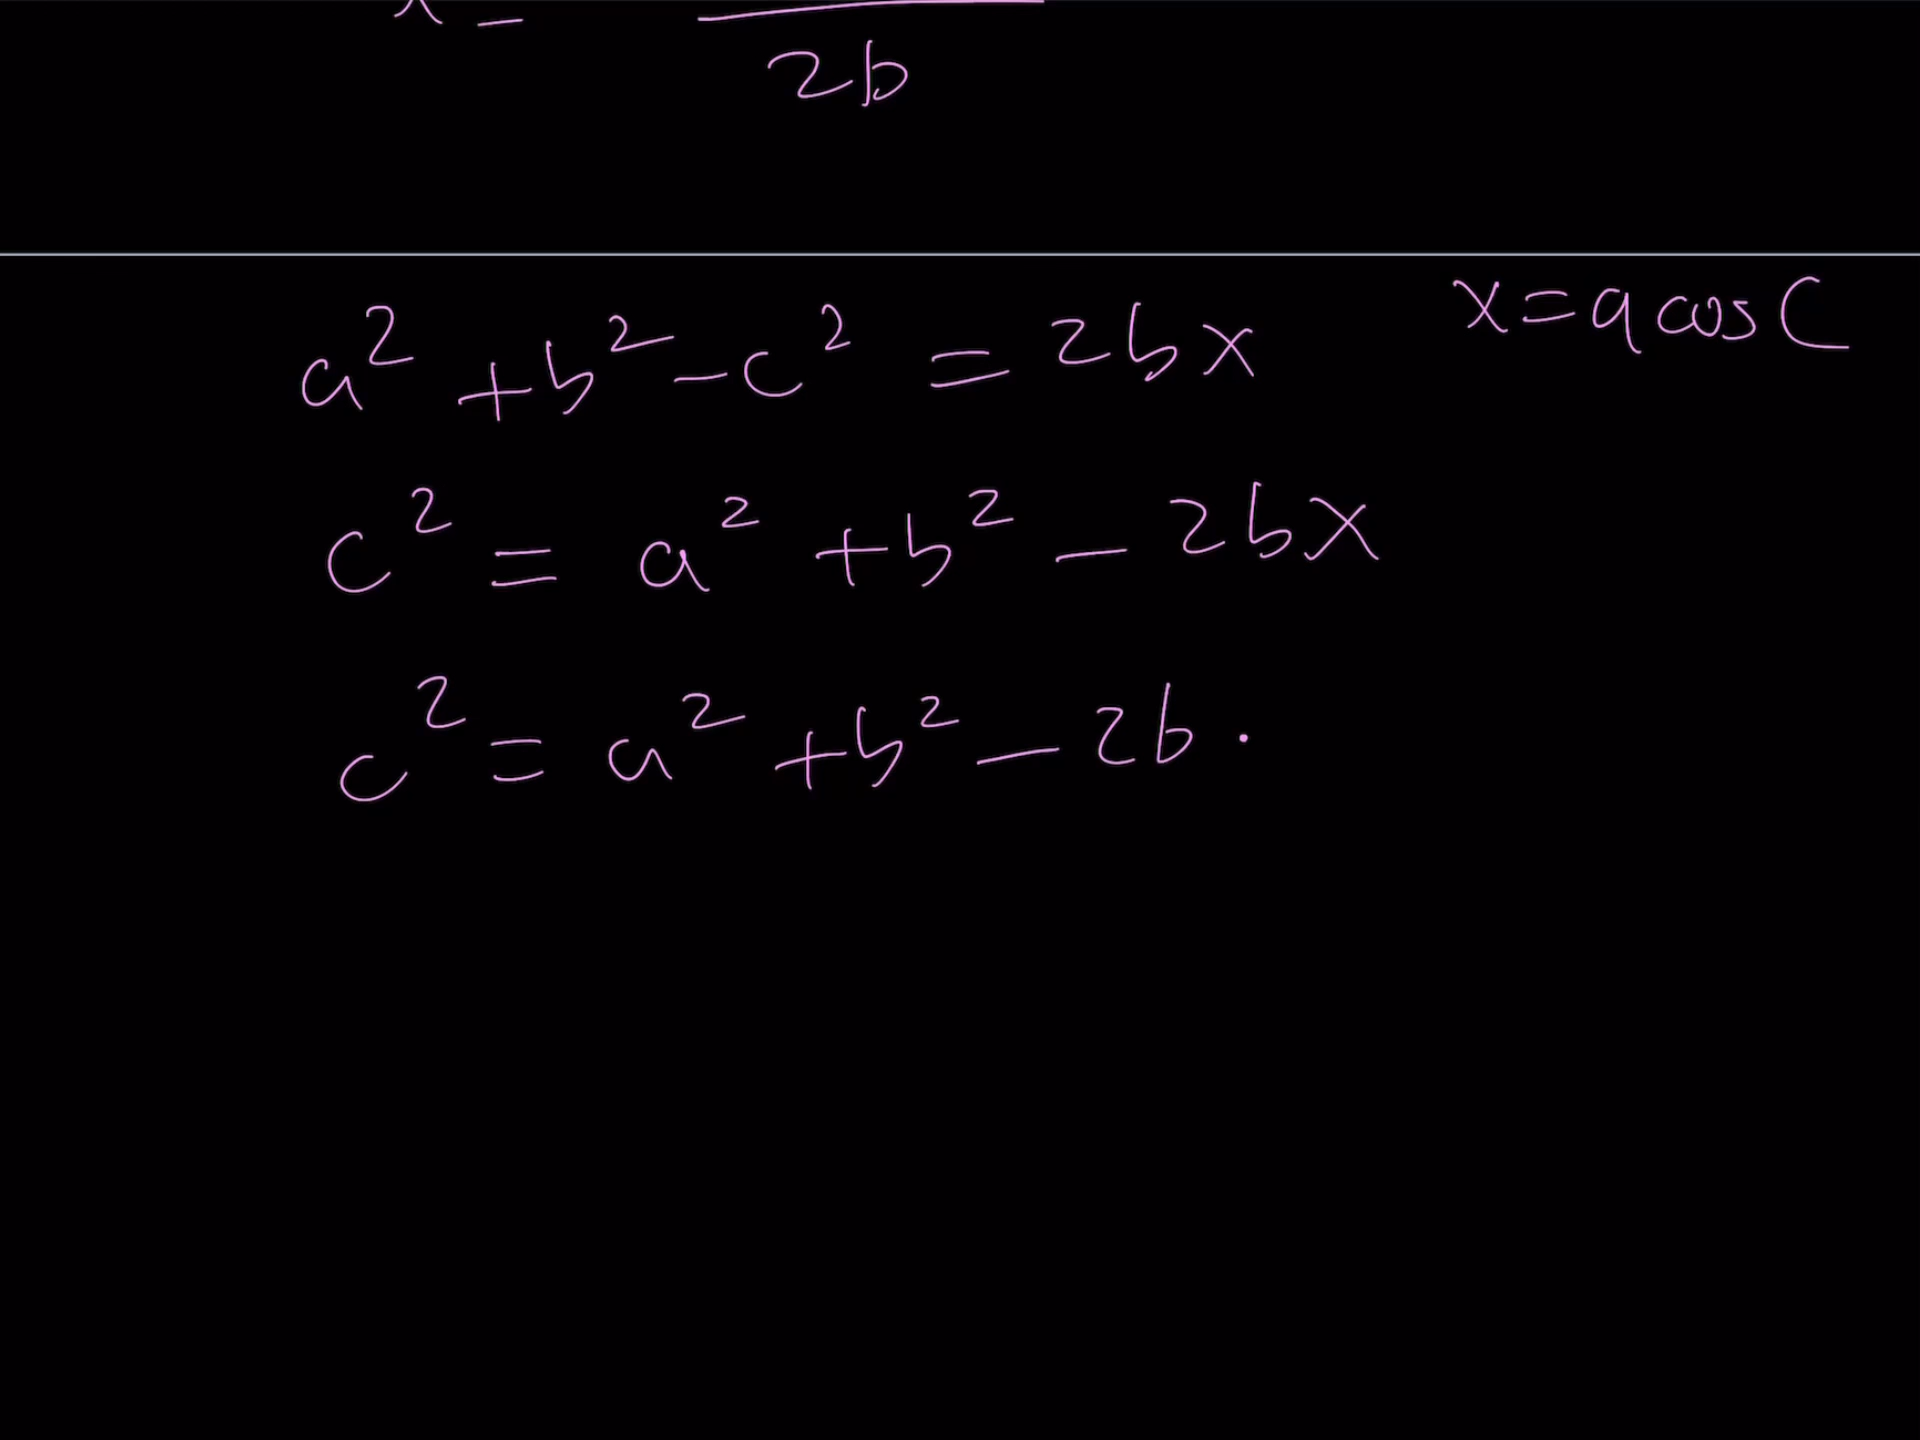 x =
2b
a² + b² - c² = 2bx
x = a cos C
c² = a² + b² - 2bx
c² = a² + b² - 2b ·